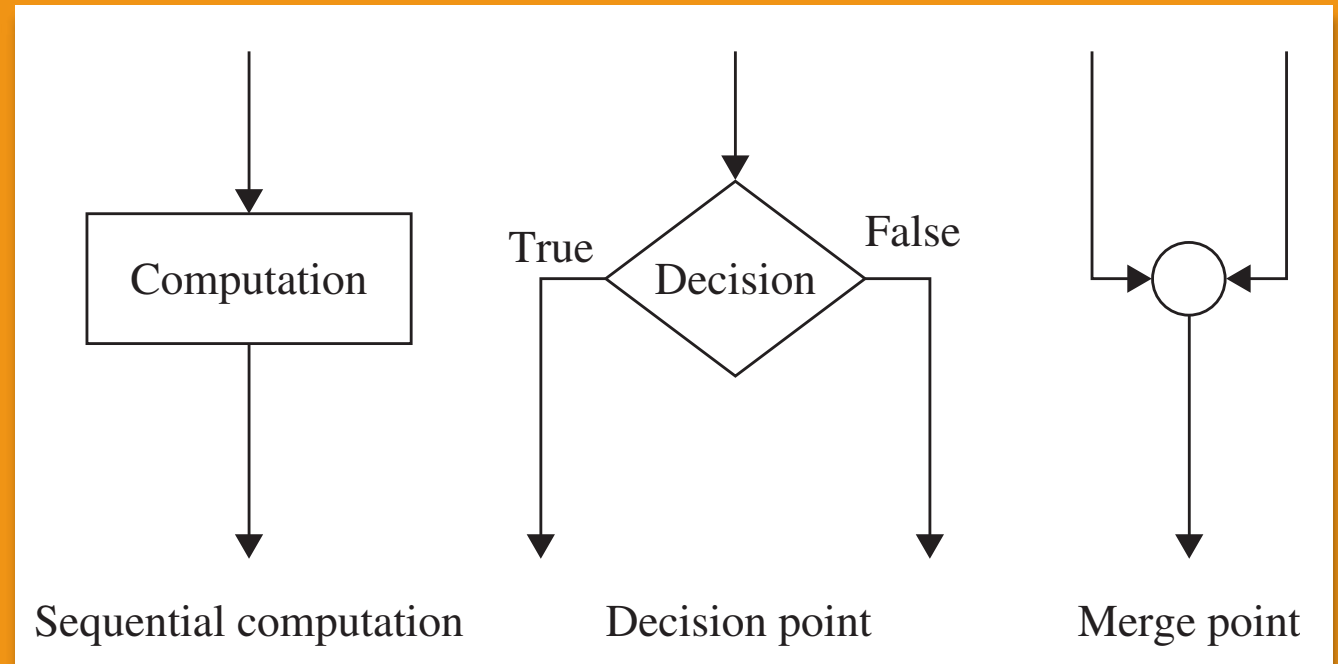 Computation
True
Decision
False
Sequential computation
Decision point
Merge point